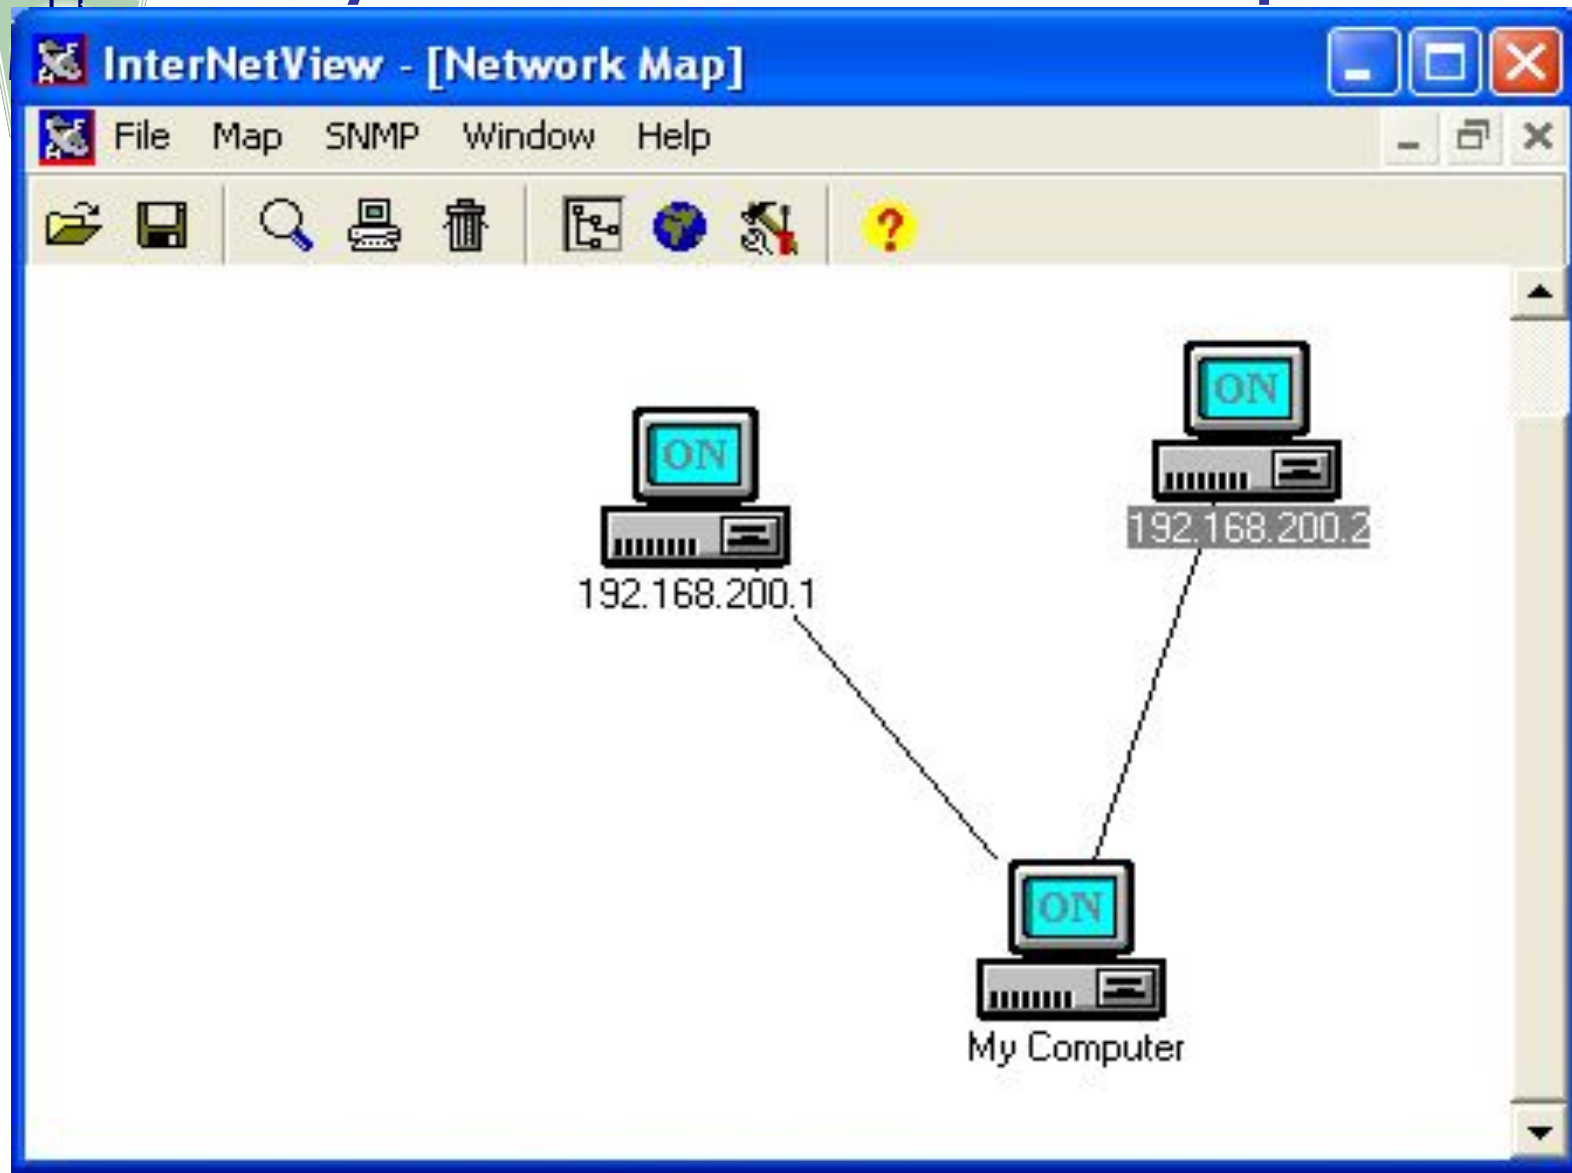 InterNetView - [Network Map]
File Map SNMP Window Help
ON
192.168.200.1
ON
192.168.200.2
ON
My Computer